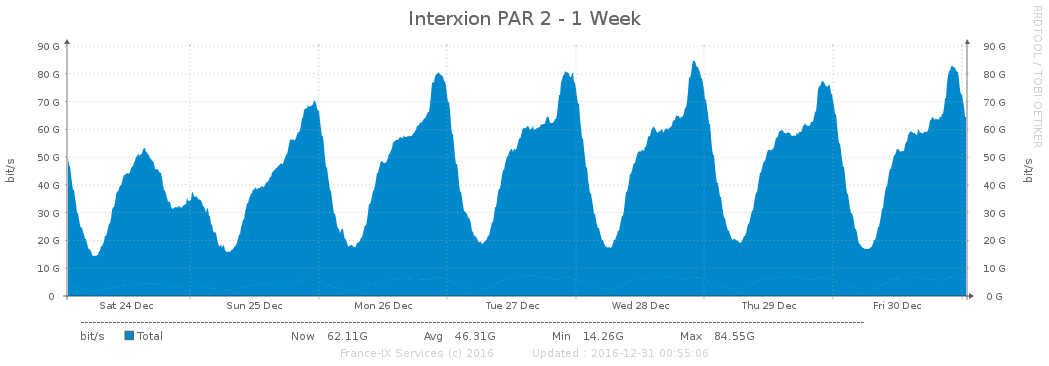 Interxion PAR 2 - 1 Week
RRDTOOL / TOBI OETIKER
90 G 90 G
80 G 80 G
70 G 70 G
60 G 60 G
50 G 50 G
40 G 40 G
30 G 30 G
20 G 20 G
10 G 10 G
0 0 G
bit/s bit/s
Sat 24 Dec Sun 25 Dec Mon 26 Dec Tue 27 Dec Wed 28 Dec Thu 29 Dec Fri 30 Dec
bit/s Total Now 62.11G Avg 46.31G Min 14.26G Max 84.55G
France-IX Services (c) 2016 Updated : 2016-12-31 00:55:06